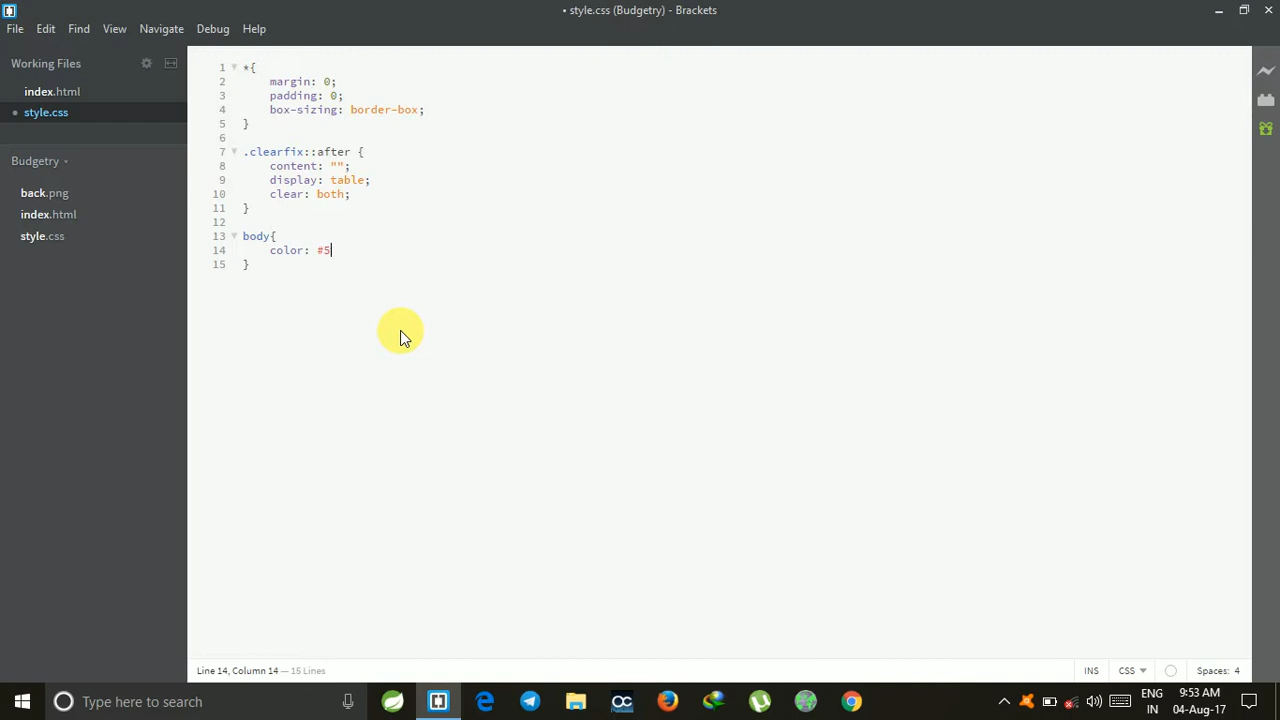 • style.css (Budgetry) - Brackets
File Edit Find View Navigate Debug Help
Working Files
index.html
• style.css
Budgetry
back.png
index.html
style.css
1 *{
2 margin: 0;
3 padding: 0;
4 box-sizing: border-box;
5 }
6
7 .clearfix::after {
8 content: "";
9 display: table;
10 clear: both;
11 }
12
13 body{
14 color: #5
15 }
Line 14, Column 14 — 15 Lines
INS CSS Spaces: 4
Type here to search
ENG 9:53 AM
IN 04-Aug-17